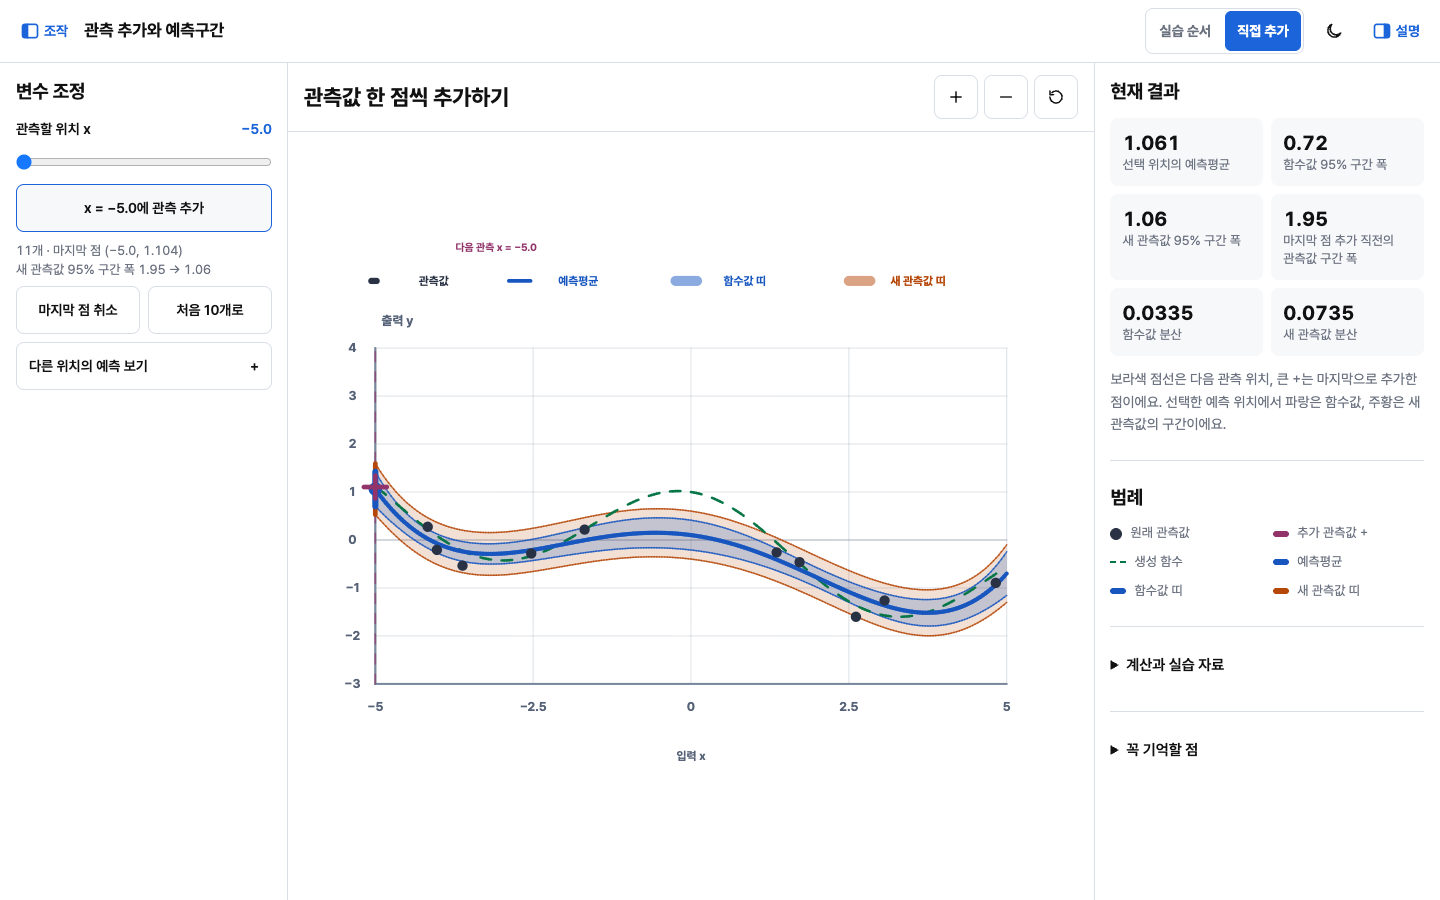 조작
관측 추가와 예측구간
실습 순서
직접 추가
설명
변수 조정
관측할 위치 x
−5.0
x = −5.0에 관측 추가
11개 · 마지막 점 (−5.0, 1.104)
새 관측값 95% 구간 폭 1.95 → 1.06
마지막 점 취소
처음 10개로
다른 위치의 예측 보기
+
관측값 한 점씩 추가하기
다음 관측 x = −5.0
관측값
예측평균
함수값 띠
새 관측값 띠
출력 y
4
3
2
1
0
−1
−2
−3
−5
−2.5
0
2.5
5
입력 x
현재 결과
1.061
선택 위치의 예측평균
0.72
함수값 95% 구간 폭
1.06
새 관측값 95% 구간 폭
1.95
마지막 점 추가 직전의
관측값 구간 폭
0.0335
함수값 분산
0.0735
새 관측값 분산
보라색 점선은 다음 관측 위치, 큰 +는 마지막으로 추가한
점이에요. 선택한 예측 위치에서 파랑은 함수값, 주황은 새
관측값의 구간이에요.
범례
원래 관측값
추가 관측값 +
생성 함수
예측평균
함수값 띠
새 관측값 띠
계산과 실습 자료
꼭 기억할 점